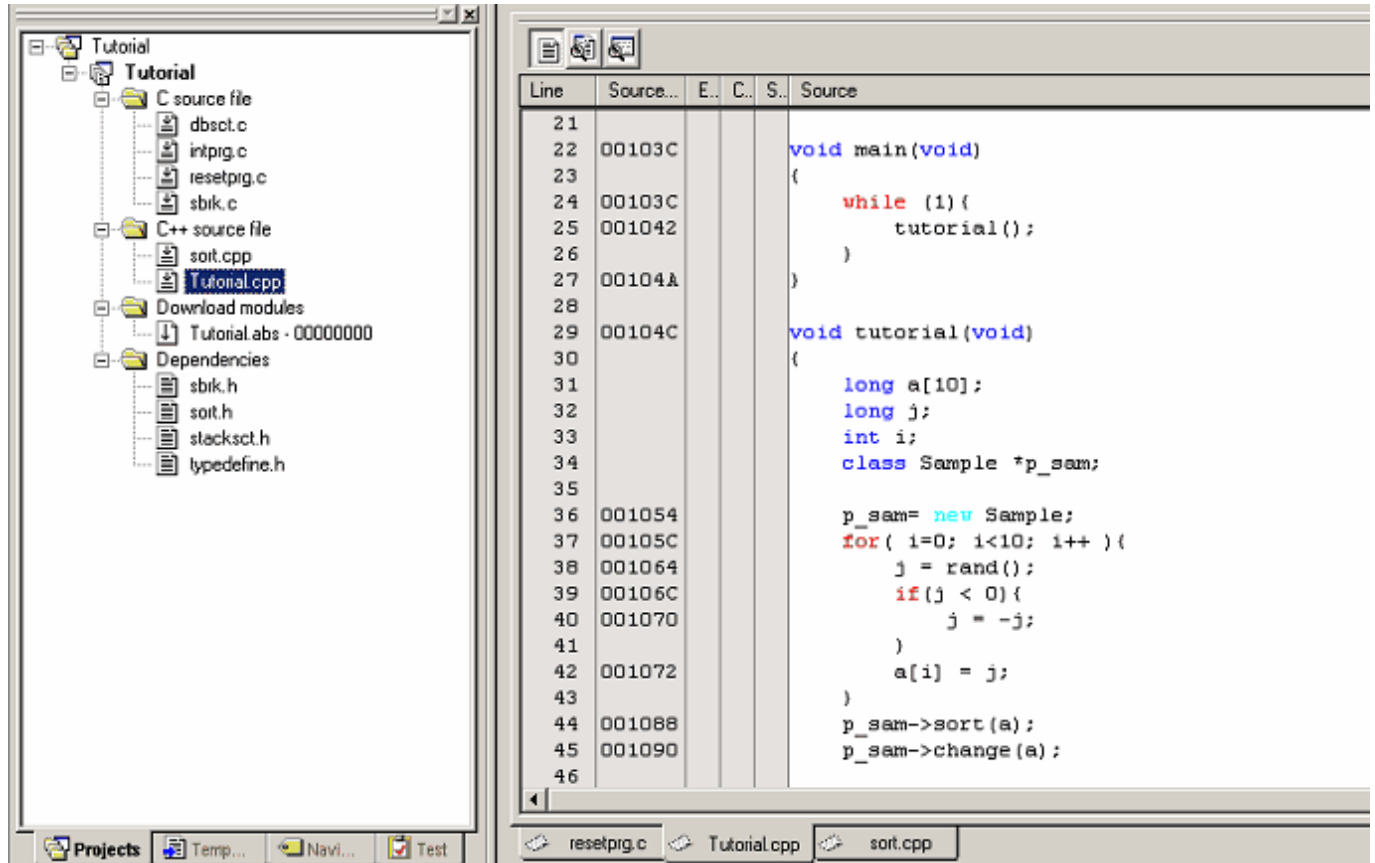 Tutorial
Tutorial
C source file
dbsct.c
intprg.c
resetprg.c
sbrk.c
C++ source file
sort.cpp
Tutorial.cpp
Download modules
Tutorial.abs - 00000000
Dependencies
sbrk.h
sort.h
stacksct.h
typedefine.h
Projects Temp... Navi... Test
Line Source... E.. C.. S.. Source
21
22 00103C void main(void)
23 {
24 00103C while (1){
25 001042 tutorial();
26 }
27 00104A }
28
29 00104C void tutorial(void)
30 {
31 long a[10];
32 long j;
33 int i;
34 class Sample *p_sam;
35
36 001054 p_sam= new Sample;
37 00105C for( i=0; i<10; i++ ){
38 001064 j = rand();
39 00106C if(j < 0){
40 001070 j = -j;
41 }
42 001072 a[i] = j;
43 }
44 001088 p_sam->sort(a);
45 001090 p_sam->change(a);
46
resetprg.c Tutorial.cpp sort.cpp